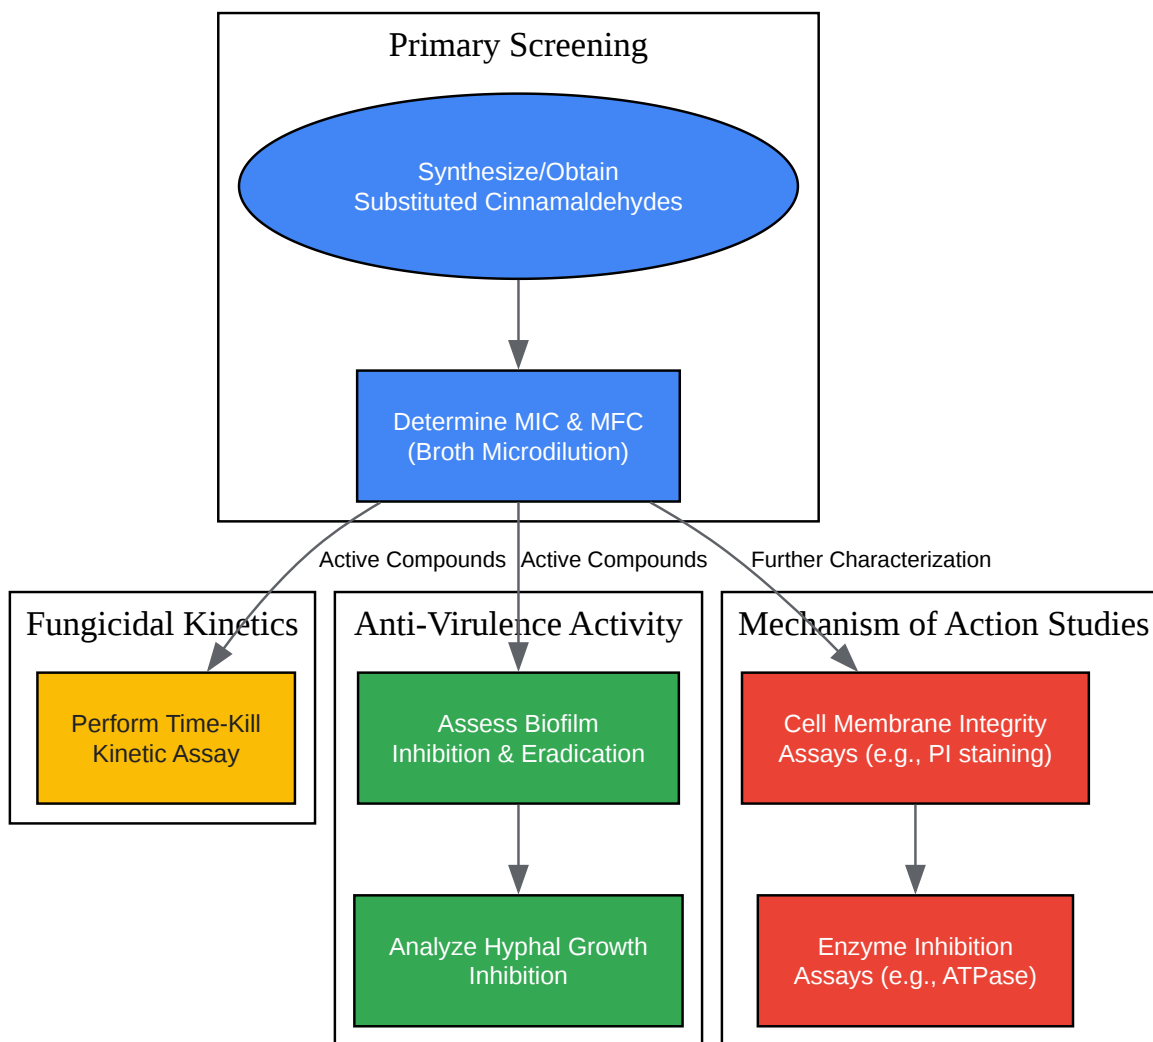 Primary Screening
Synthesize/Obtain
Substituted Cinnamaldehydes
Determine MIC & MFC
(Broth Microdilution)
Active Compounds
Active Compounds
Further Characterization
Fungicidal Kinetics
Anti-Virulence Activity
Mechanism of Action Studies
Perform Time-Kill
Kinetic Assay
Assess Biofilm
Inhibition & Eradication
Cell Membrane Integrity
Assays (e.g., PI staining)
Analyze Hyphal Growth
Inhibition
Enzyme Inhibition
Assays (e.g., ATPase)